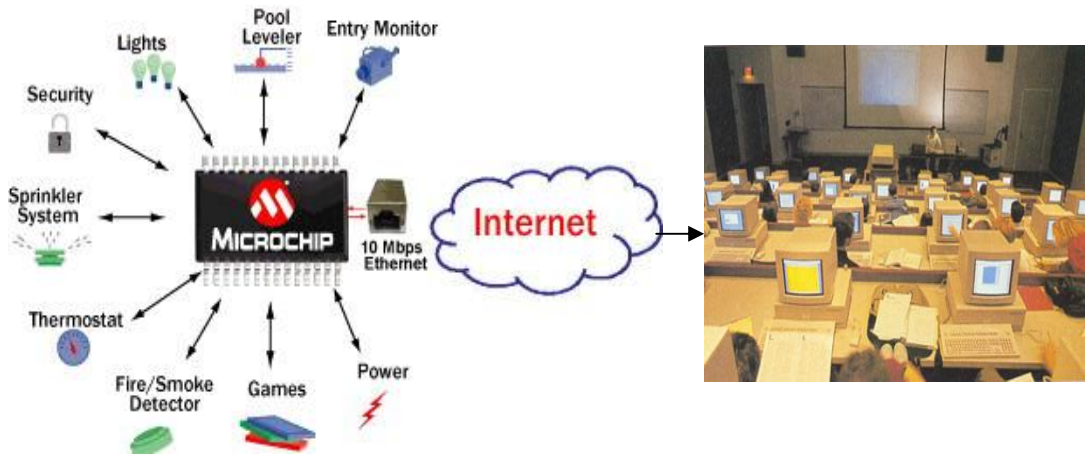 Pool
Leveler
Entry Monitor
Lights
Security
Sprinkler
System
MICROCHIP
10 Mbps
Ethernet
Internet
Thermostat
Fire/Smoke
Detector
Games
Power